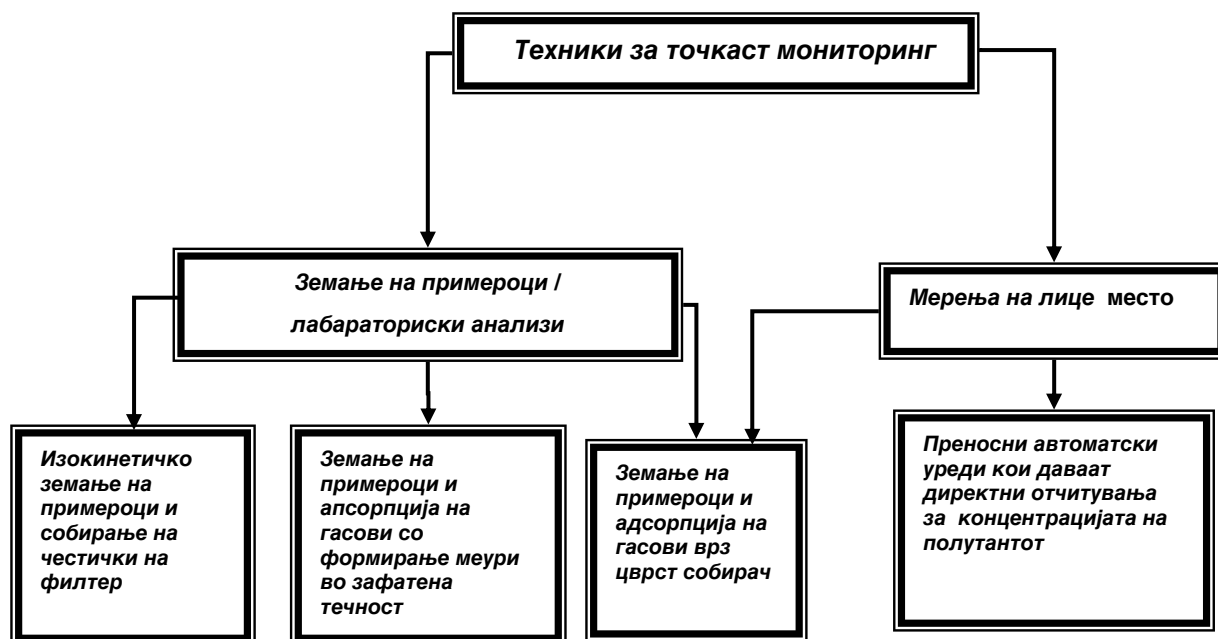 Техники за точкаст мониторинг
Земање на примероци /
лабараториски анализи
Мерења на лице место
Изокинетичко
земање на
примероци и
собирање на
честички на
филтер
Земање на
примероци и
апсорпција на
гасови со
формирање меури
во зафатена
течност
Земање на
примероци и
адсорпција на
гасови врз
цврст собирач
Преносни автоматски
уреди кои даваат
директни отчитувања
за концентрацијата на
полутантот